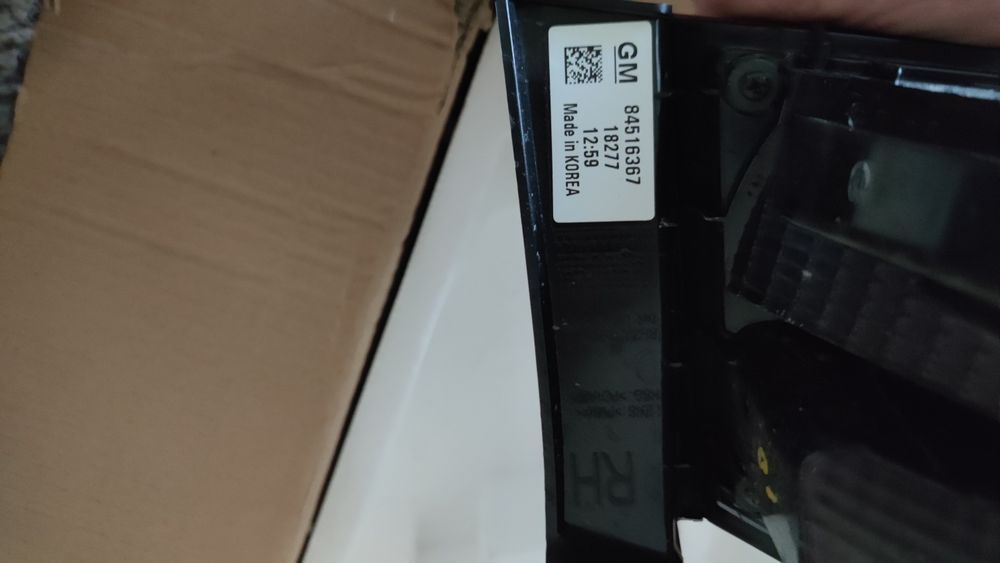 GM 84516367
18277
12:59
Made in KOREA
RH